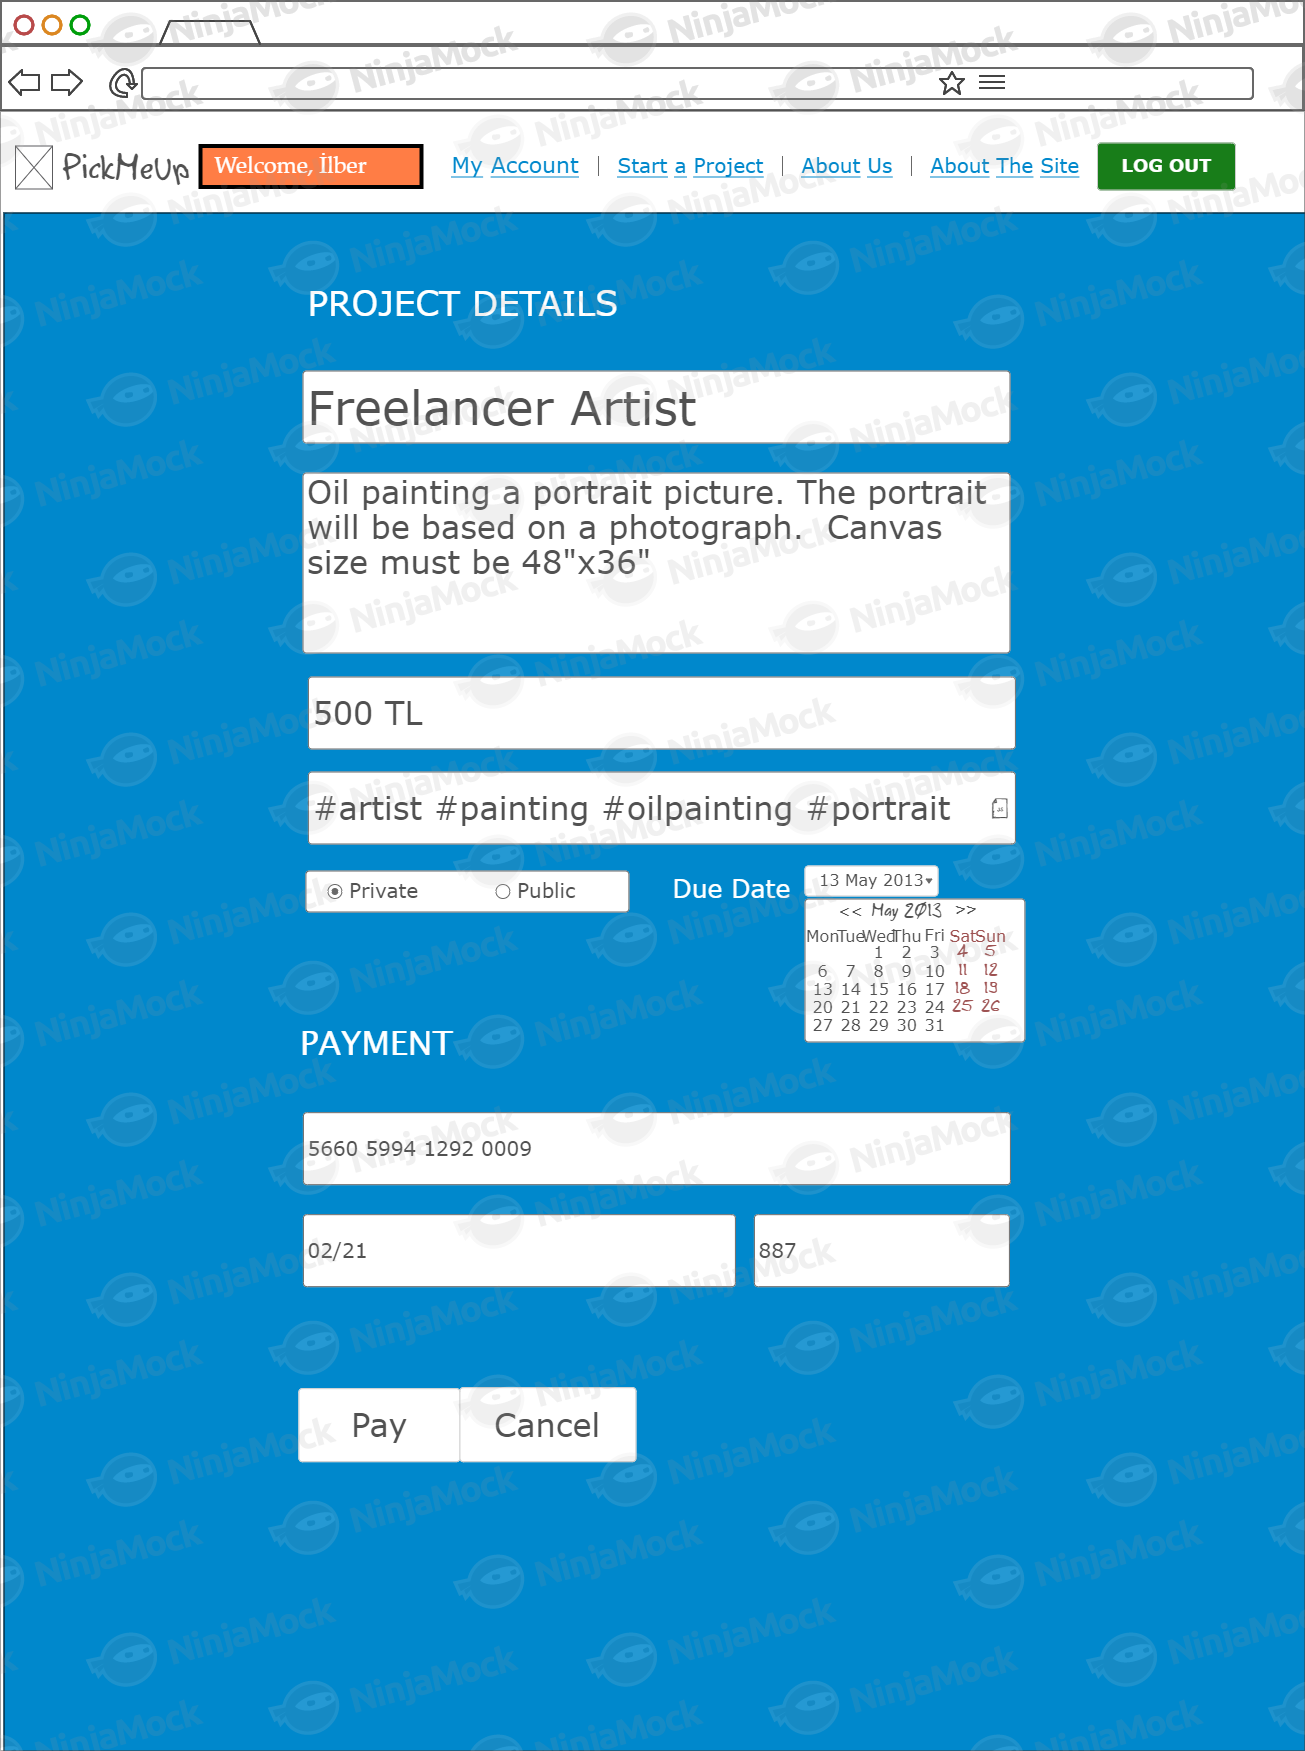 PickMeUp
Welcome, İlber
My Account | Start a Project | About Us | About The Site
LOG OUT
PROJECT DETAILS
Freelancer Artist
Oil painting a portrait picture. The portrait
will be based on a photograph.  Canvas
size must be 48"x36"
500 TL
#artist #painting #oilpainting #portrait
Private
Public
Due Date
13 May 2013
<< May 2013 >>
Mon Tue Wed Thu Fri Sat Sun
1 2 3 4 5
6 7 8 9 10 11 12
13 14 15 16 17 18 19
20 21 22 23 24 25 26
27 28 29 30 31
PAYMENT
5660 5994 1292 0009
02/21
887
Pay
Cancel
NinjaMock